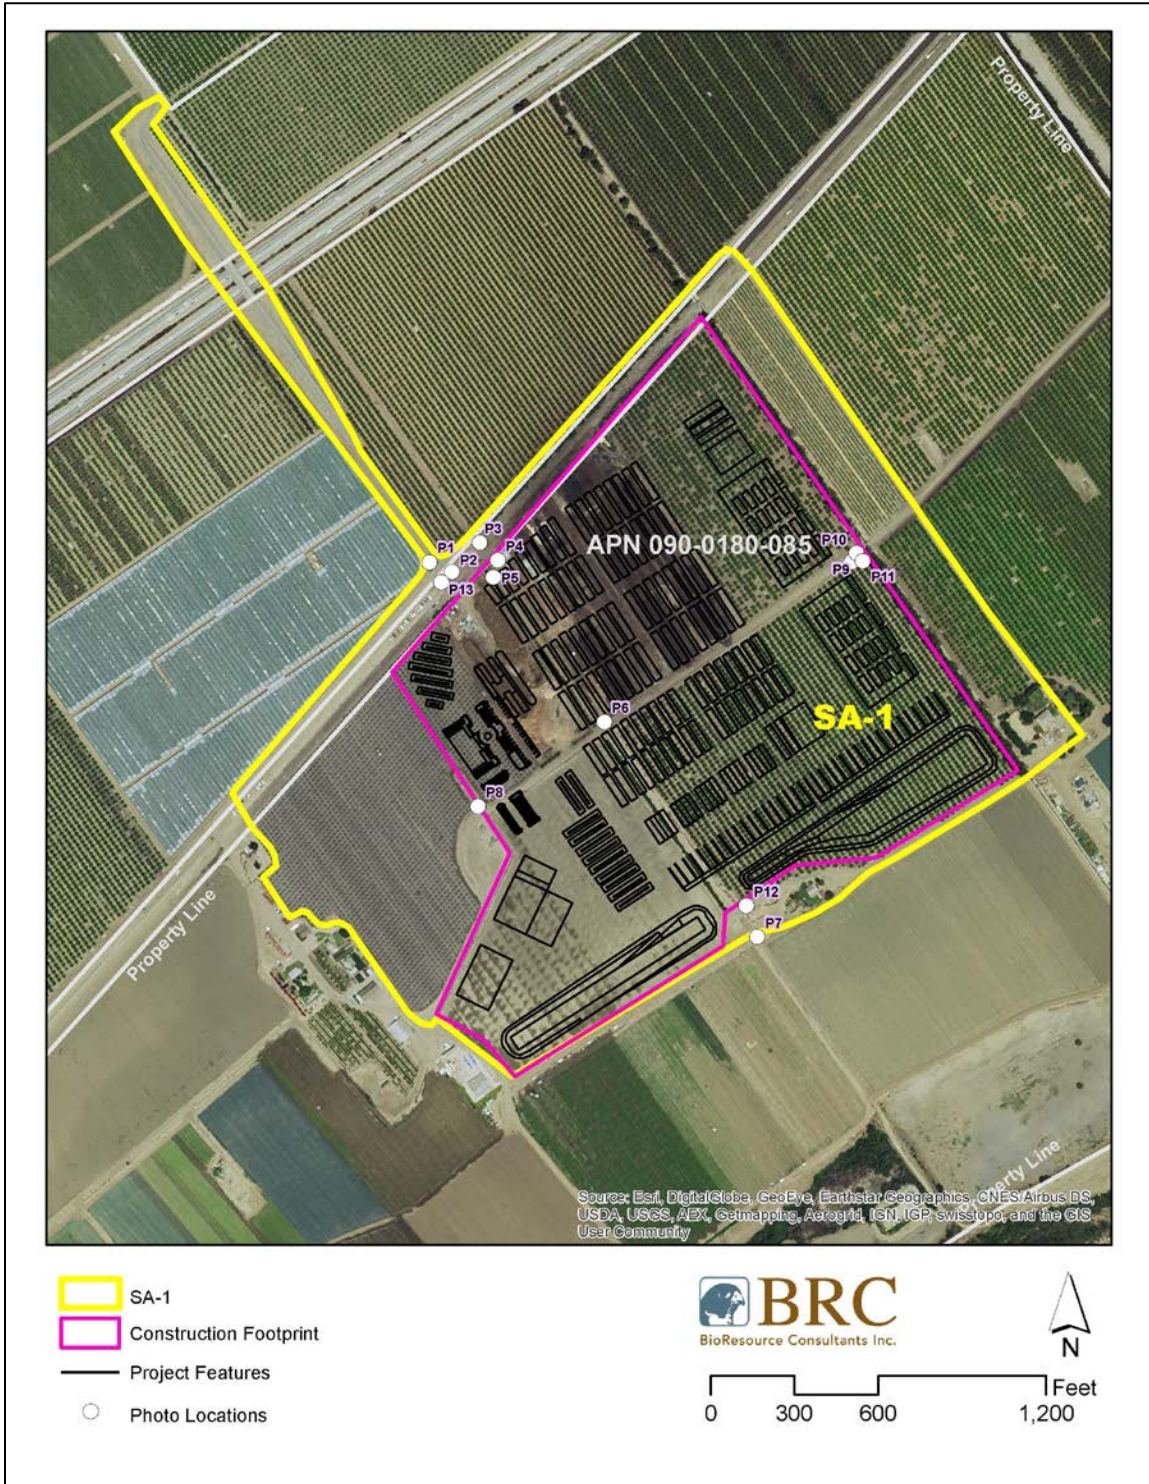 Property Line
P3
P1
P4
APN 090-0180-085
P10
P2
P5
P9
P11
P13
P6
SA-1
P8
P12
Property Line
P7
Property Line
Source: Esri, DigitalGlobe, GeoEye, Earthstar Geographics, CNES/Airbus DS,
USDA, USGS, AEX, Getmapping, Aerogrid, IGN, IGP, swisstopo, and the GIS
User Community
SA-1
Construction Footprint
Project Features
Photo Locations
BRC
BioResource Consultants Inc.
N
Feet
0 300 600 1,200